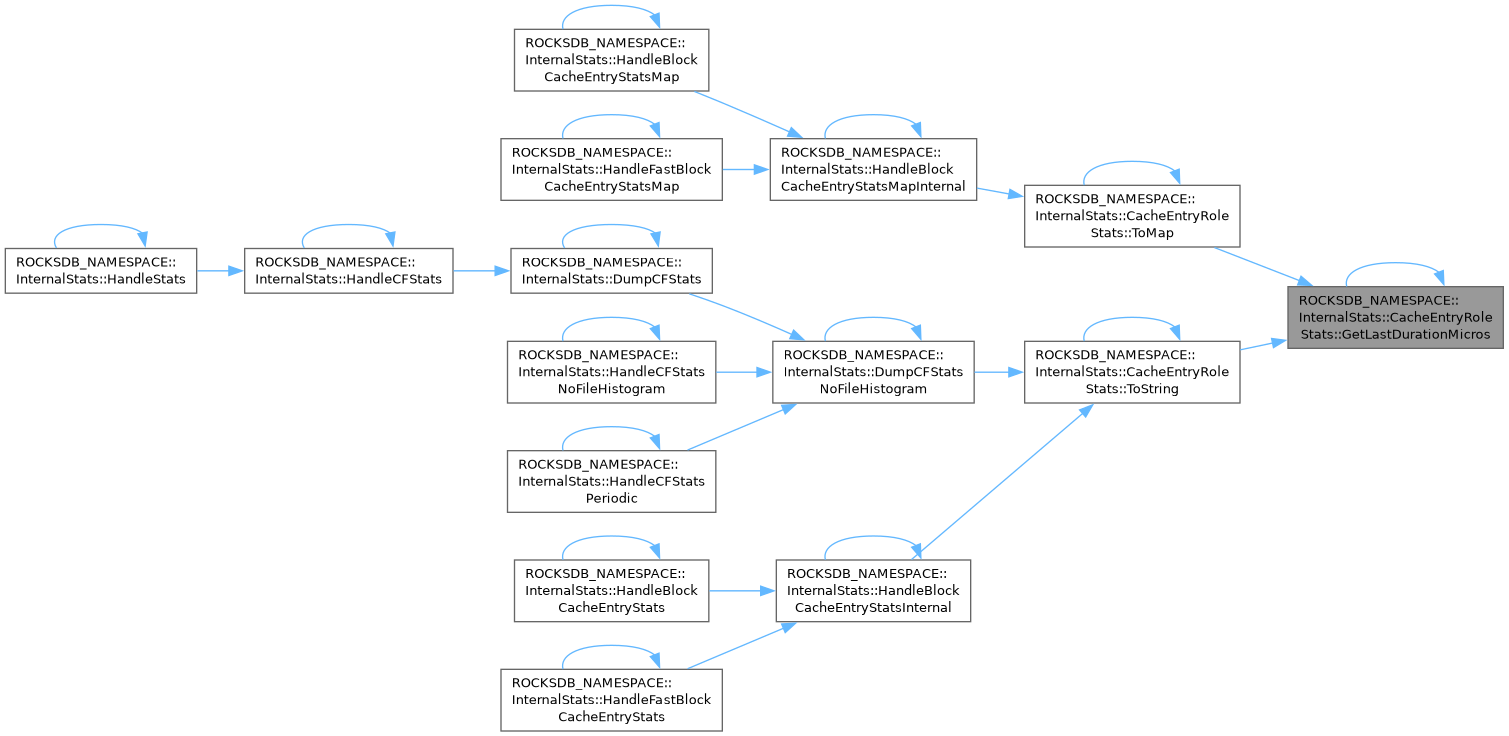 ROCKSDB_NAMESPACE::
InternalStats::HandleBlock
CacheEntryStatsMap
ROCKSDB_NAMESPACE::
InternalStats::HandleFastBlock
CacheEntryStatsMap
ROCKSDB_NAMESPACE::
InternalStats::HandleBlock
CacheEntryStatsMapInternal
ROCKSDB_NAMESPACE::
InternalStats::CacheEntryRole
Stats::ToMap
ROCKSDB_NAMESPACE::
InternalStats::HandleStats
ROCKSDB_NAMESPACE::
InternalStats::HandleCFStats
ROCKSDB_NAMESPACE::
InternalStats::DumpCFStats
ROCKSDB_NAMESPACE::
InternalStats::CacheEntryRole
Stats::GetLastDurationMicros
ROCKSDB_NAMESPACE::
InternalStats::HandleCFStats
NoFileHistogram
ROCKSDB_NAMESPACE::
InternalStats::DumpCFStats
NoFileHistogram
ROCKSDB_NAMESPACE::
InternalStats::CacheEntryRole
Stats::ToString
ROCKSDB_NAMESPACE::
InternalStats::HandleCFStats
Periodic
ROCKSDB_NAMESPACE::
InternalStats::HandleBlock
CacheEntryStats
ROCKSDB_NAMESPACE::
InternalStats::HandleBlock
CacheEntryStatsInternal
ROCKSDB_NAMESPACE::
InternalStats::HandleFastBlock
CacheEntryStats